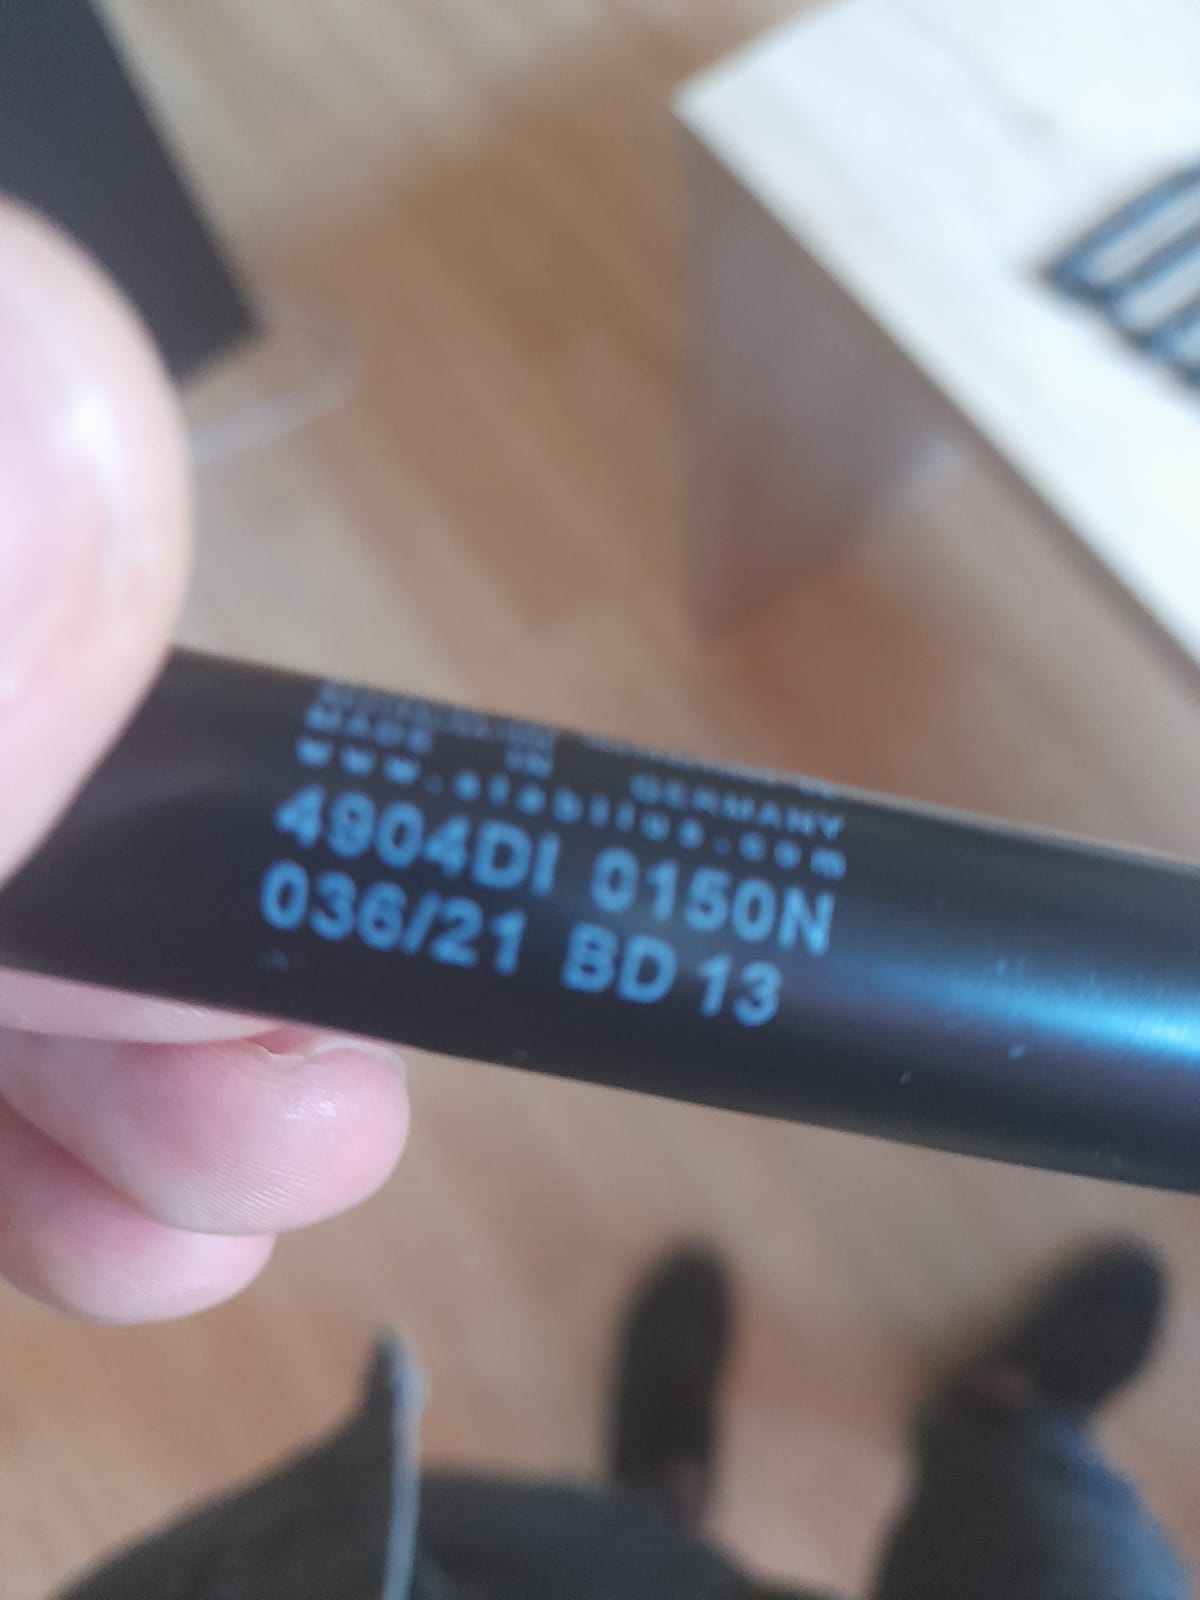 MADE IN GERMANY
www.stabilus.com
4904DI 0150N
036/21 BD 13